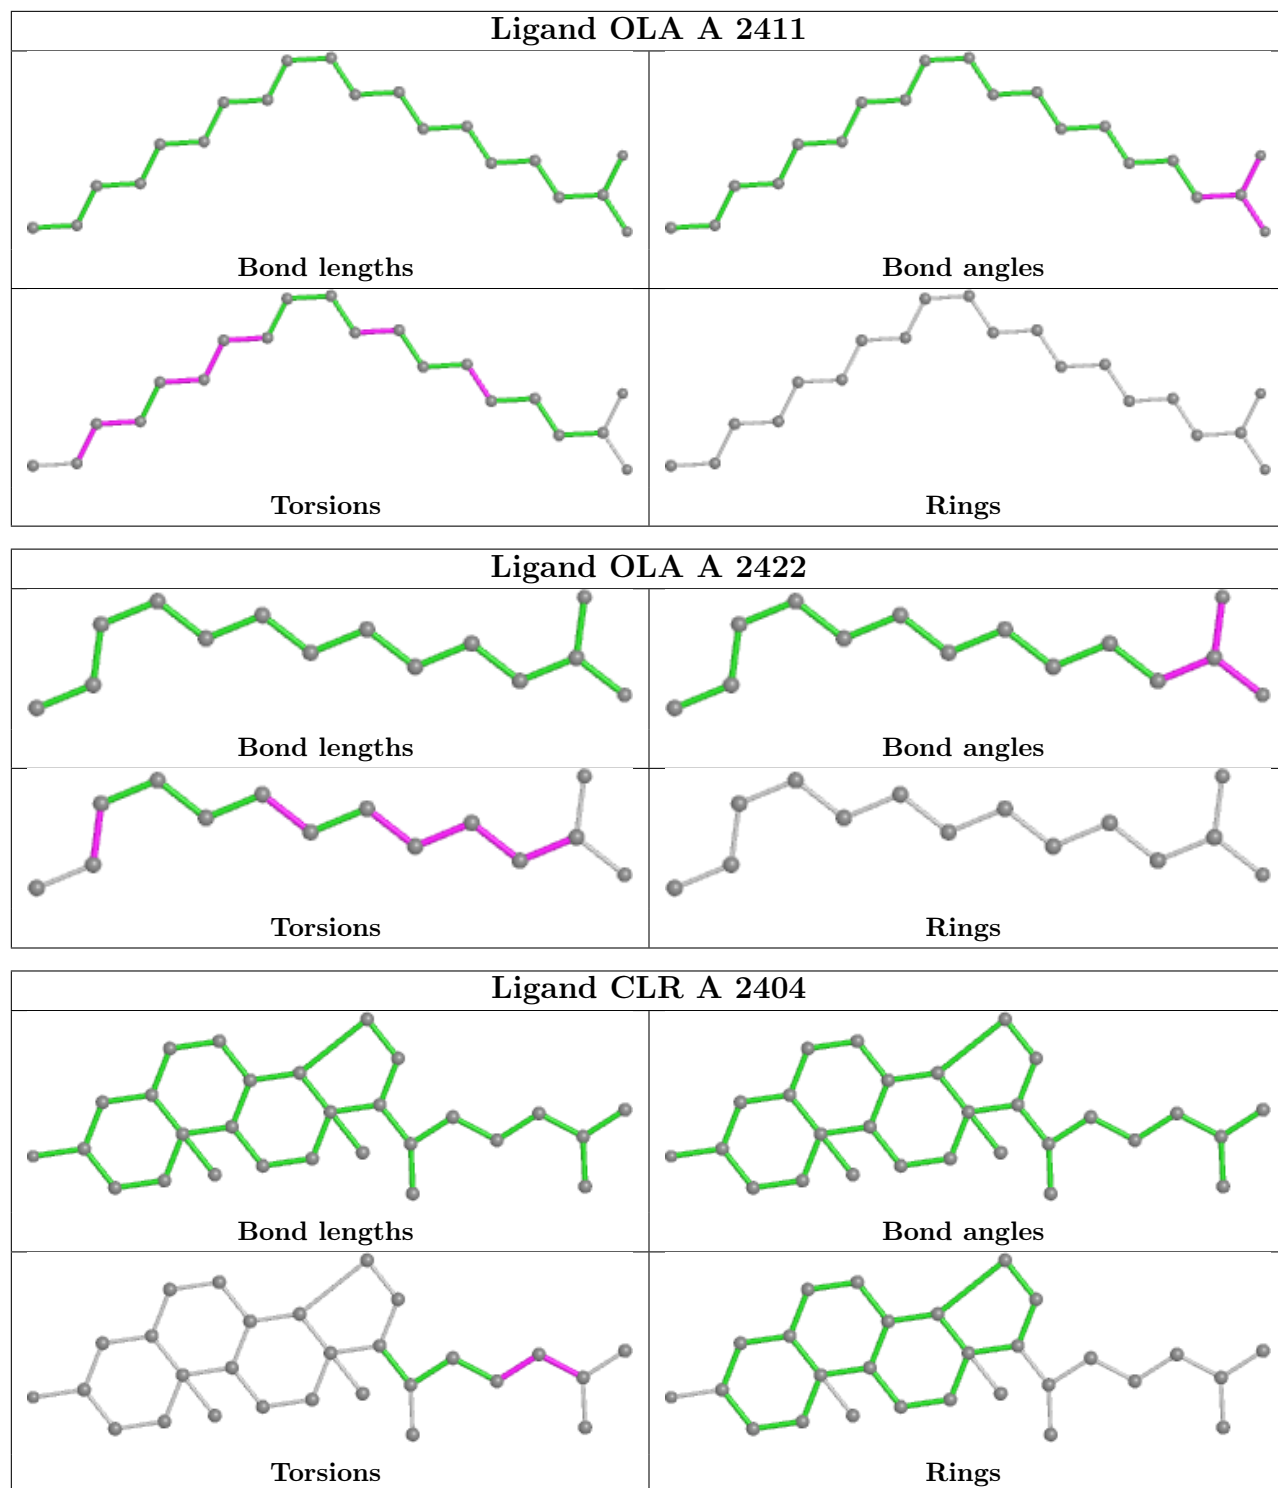 Ligand OLA A 2411
Bond lengths
Bond angles
Torsions
Rings
Ligand OLA A 2422
Bond lengths
Bond angles
Torsions
Rings
Ligand CLR A 2404
Bond lengths
Bond angles
Torsions
Rings